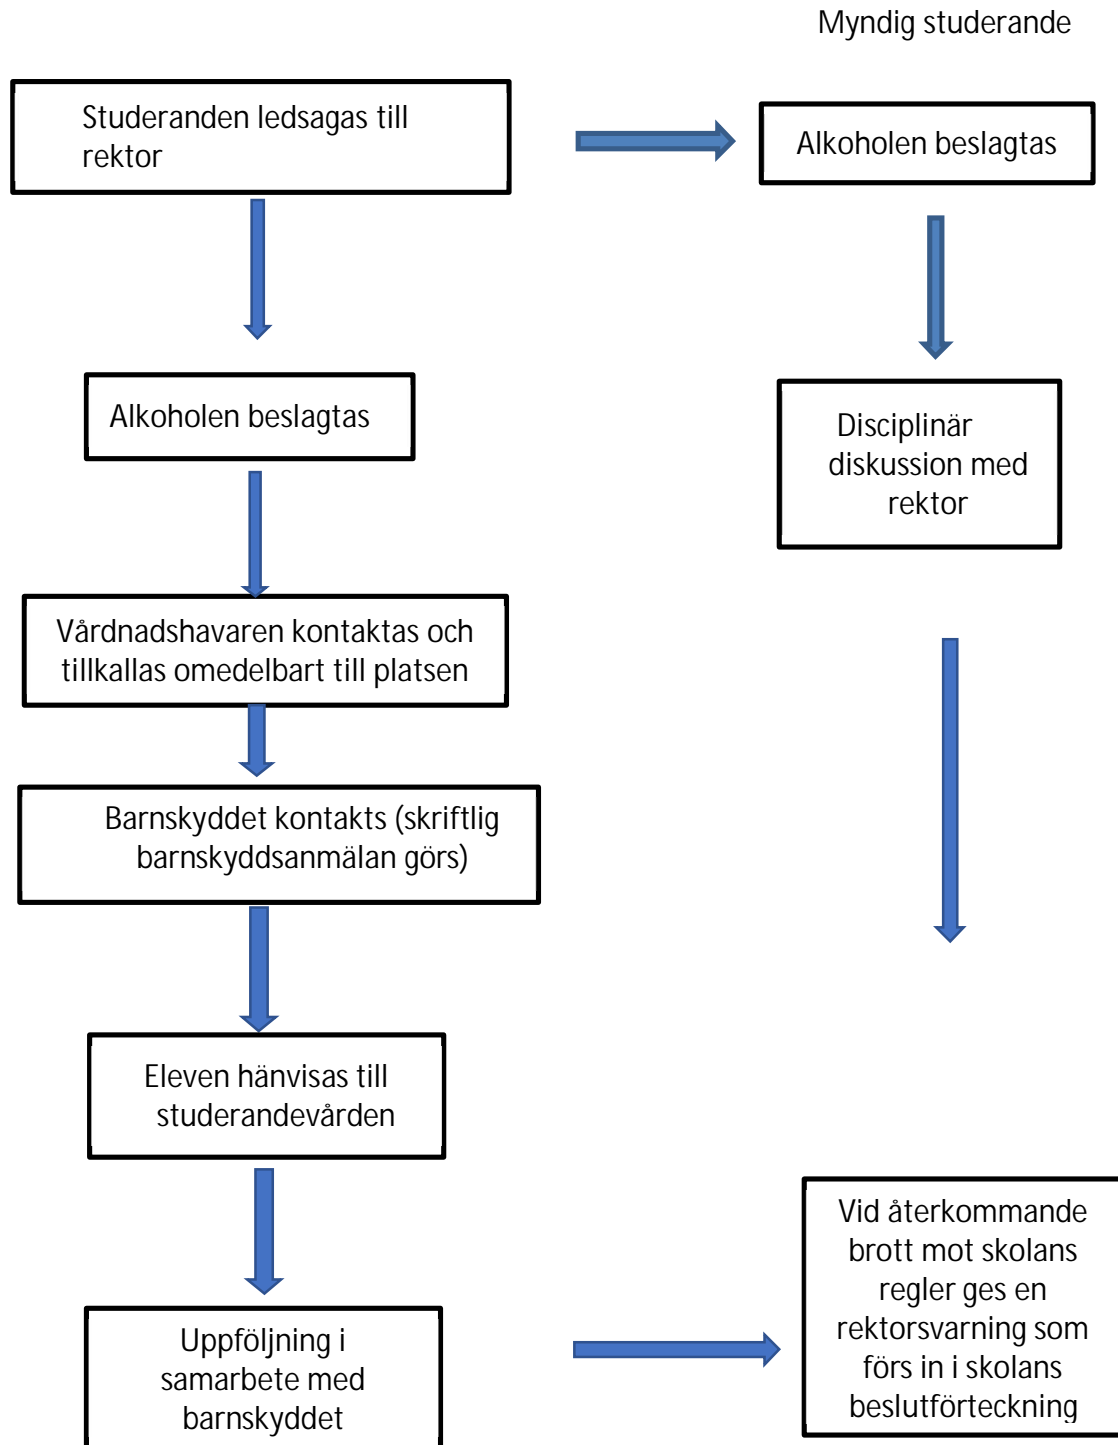 Myndig studerande
Studeranden ledsagas till
rektor
Alkoholen beslagtas
Alkoholen beslagtas
Disciplinär
diskussion med
rektor
Vårdnadshavaren kontaktas och
tillkallas omedelbart till platsen
Barnskyddet kontakts (skriftlig
barnskyddsanmälan görs)
Eleven hänvisas till
studerandevården
Uppföljning i
samarbete med
barnskyddet
Vid återkommande
brott mot skolans
regler ges en
rektorsvarning som
förs in i skolans
beslutförteckning